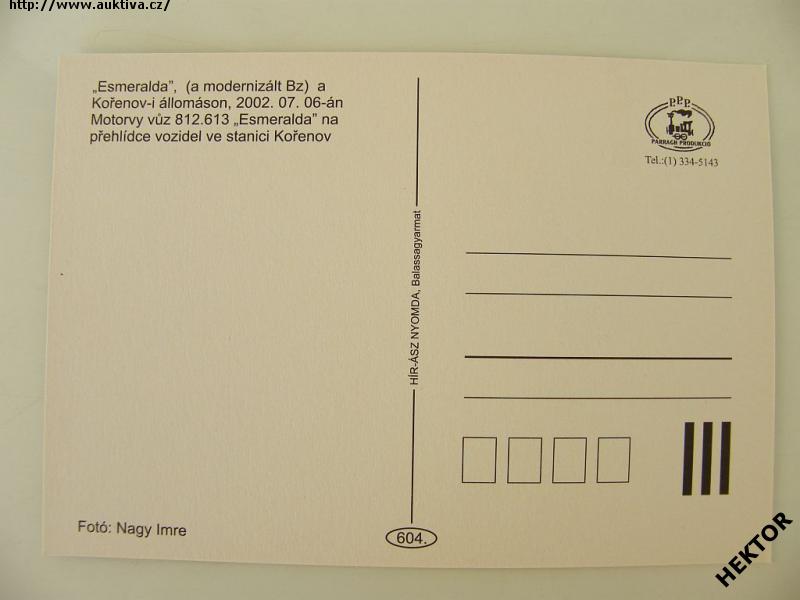 http://www.auktiva.cz/
„Esmeralda”, (a modernizált Bz) a
Kořenov-i állomáson, 2002. 07. 06-án
Motorvy vůz 812.613 „Esmeralda” na
přehlídce vozidel ve stanici Kořenov
P.P.P.
PARRAGH PRODUKCIÓ
Tel.:(1) 334-5143
HÍR-ÁSZ NYOMDA, Balassagyarmat
Fotó: Nagy Imre
604.
HEKTOR